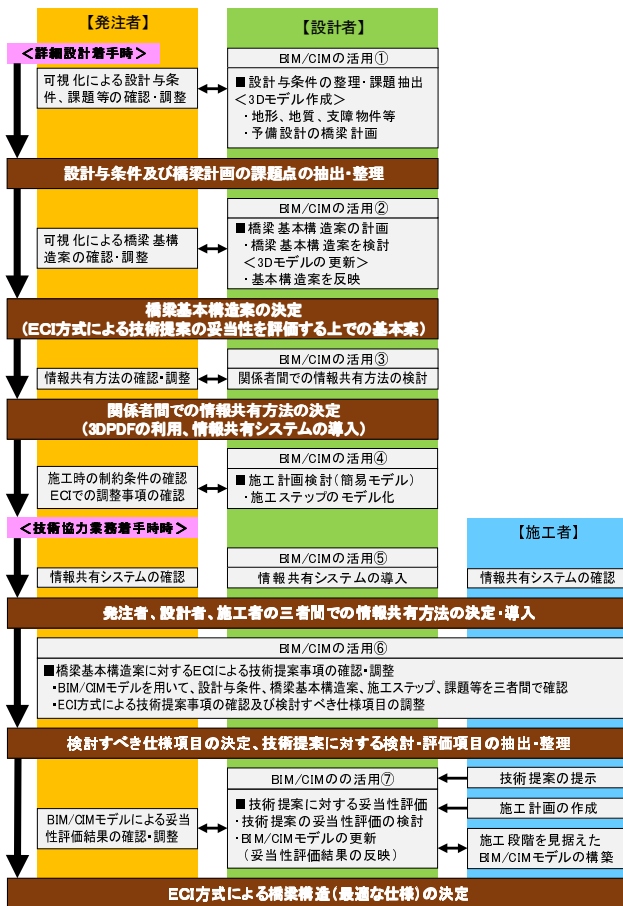 【発注者】
【設計者】
＜詳細設計着手時＞
BIM/CIMの活用①
可視化による設計与条
件、課題等の確認・調整
■設計与条件の整理・課題抽出
＜3Dモデル作成＞
・地形、地質、支障物件等
・予備設計の橋梁計画
設計与条件及び橋梁計画の課題点の抽出・整理
BIM/CIMの活用②
可視化による橋梁基構
造案の確認・調整
■橋梁基本構造案の計画
・橋梁基本構造案を検討
＜3Dモデルの更新＞
・基本構造案を反映
橋梁基本構造案の決定
（ECI方式による技術提案の妥当性を評価する上での基本案）
BIM/CIMの活用③
情報共有方法の確認・調整
関係者間での情報共有方法の検討
関係者間での情報共有方法の決定
（3DPDFの利用、情報共有システムの導入）
BIM/CIMの活用④
施工時の制約条件の確認
ECIでの調整事項の確認
■施工計画検討（簡易モデル）
・施工ステップのモデル化
＜技術協力業務着手時時＞
【施工者】
BIM/CIMの活用⑤
情報共有システムの確認
情報共有システムの導入
情報共有システムの確認
発注者、設計者、施工者の三者間での情報共有方法の決定・導入
BIM/CIMの活用⑥
■橋梁基本構造案に対するECIによる技術提案事項の確認・調整
・BIM/CIMモデルを用いて、設計与条件、橋梁基本構造案、施工ステップ、課題等を三者間で確認
・ECI方式による技術提案事項の確認及び検討すべき仕様項目の調整
検討すべき仕様項目の決定、技術提案に対する検討・評価項目の抽出・整理
BIM/CIMのの活用⑦
技術提案の提示
BIM/CIMモデルによる妥当
性評価結果の確認・調整
■技術提案に対する妥当性評価
・技術提案の妥当性評価の検討
・BIM/CIMモデルの更新
（妥当性評価結果の反映）
施工計画の作成
施工段階を見据えた
BIM/CIMモデルの構築
ECI方式による橋梁構造（最適な仕様）の決定